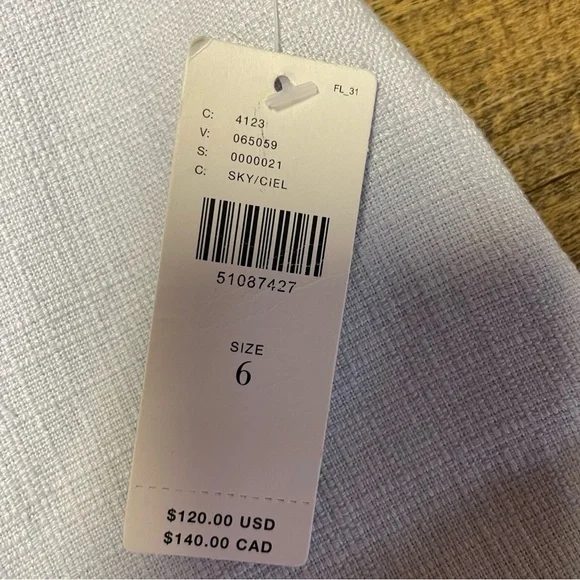 FL_31
C: 4123
V: 065059
S: 0000021
C: SKY/CIEL
51087427
SIZE
6
$120.00 USD
$140.00 CAD